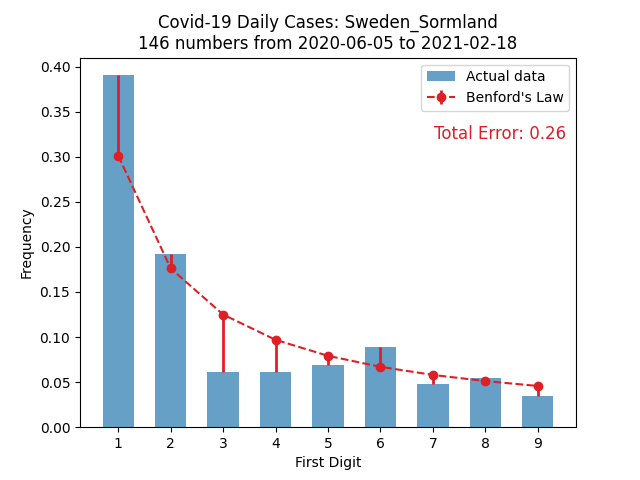 Covid-19 Daily Cases: Sweden_Sormland
146 numbers from 2020-06-05 to 2021-02-18
Actual data
Benford's Law
Total Error: 0.26
Frequency
0.40
0.35
0.30
0.25
0.20
0.15
0.10
0.05
0.00
1 2 3 4 5 6 7 8 9
First Digit